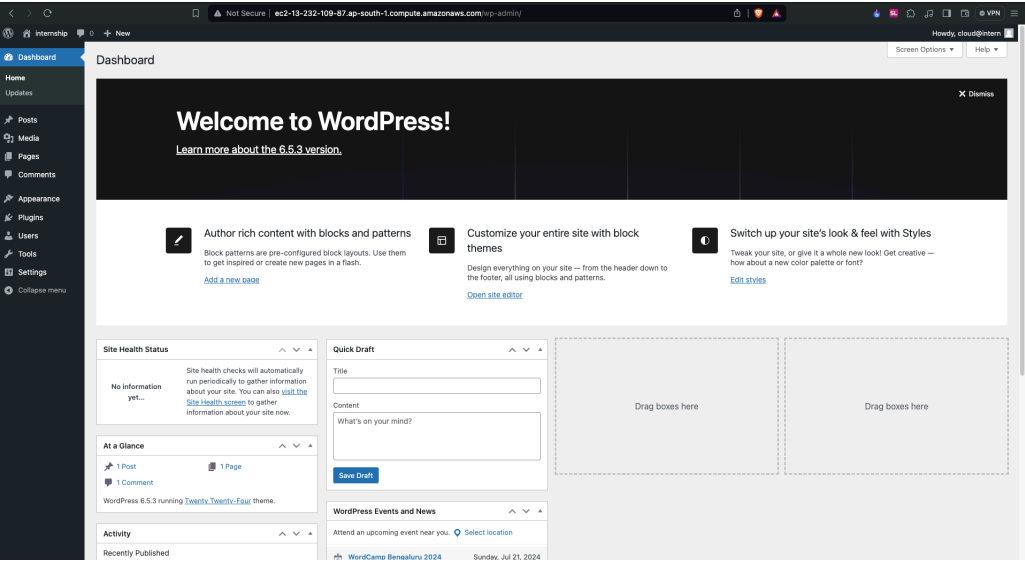 Not Secure | ec2-13-232-109-87.ap-south-1.compute.amazonaws.com/wp-admin/
VPN
internship 0 + New
Howdy, cloud@intern
Dashboard
Home
Updates
Posts
Media
Pages
Comments
Appearance
Plugins
Users
Tools
Settings
Collapse menu
Dashboard
Screen Options ▼
Help ▼
Dismiss
Welcome to WordPress!
Learn more about the 6.5.3 version.
Author rich content with blocks and patterns
Block patterns are pre-configured block layouts. Use them
to get inspired or create new pages in a flash.
Add a new page
Customize your entire site with block
themes
Design everything on your site — from the header down to
the footer, all using blocks and patterns.
Open site editor
Switch up your site's look & feel with Styles
Tweak your site, or give it a whole new look! Get creative —
how about a new color palette or font?
Edit styles
Site Health Status
No information
yet...
Site health checks will automatically
run periodically to gather information
about your site. You can also visit the
Site Health screen to gather
information about your site now.
At a Glance
1 Post
1 Page
1 Comment
WordPress 6.5.3 running Twenty Twenty-Four theme.
Activity
Recently Published
Quick Draft
Title
Content
What's on your mind?
Save Draft
WordPress Events and News
Attend an upcoming event near you. Select location
WordCamp Bengaluru 2024
Sunday, Jul 21, 2024
Drag boxes here
Drag boxes here